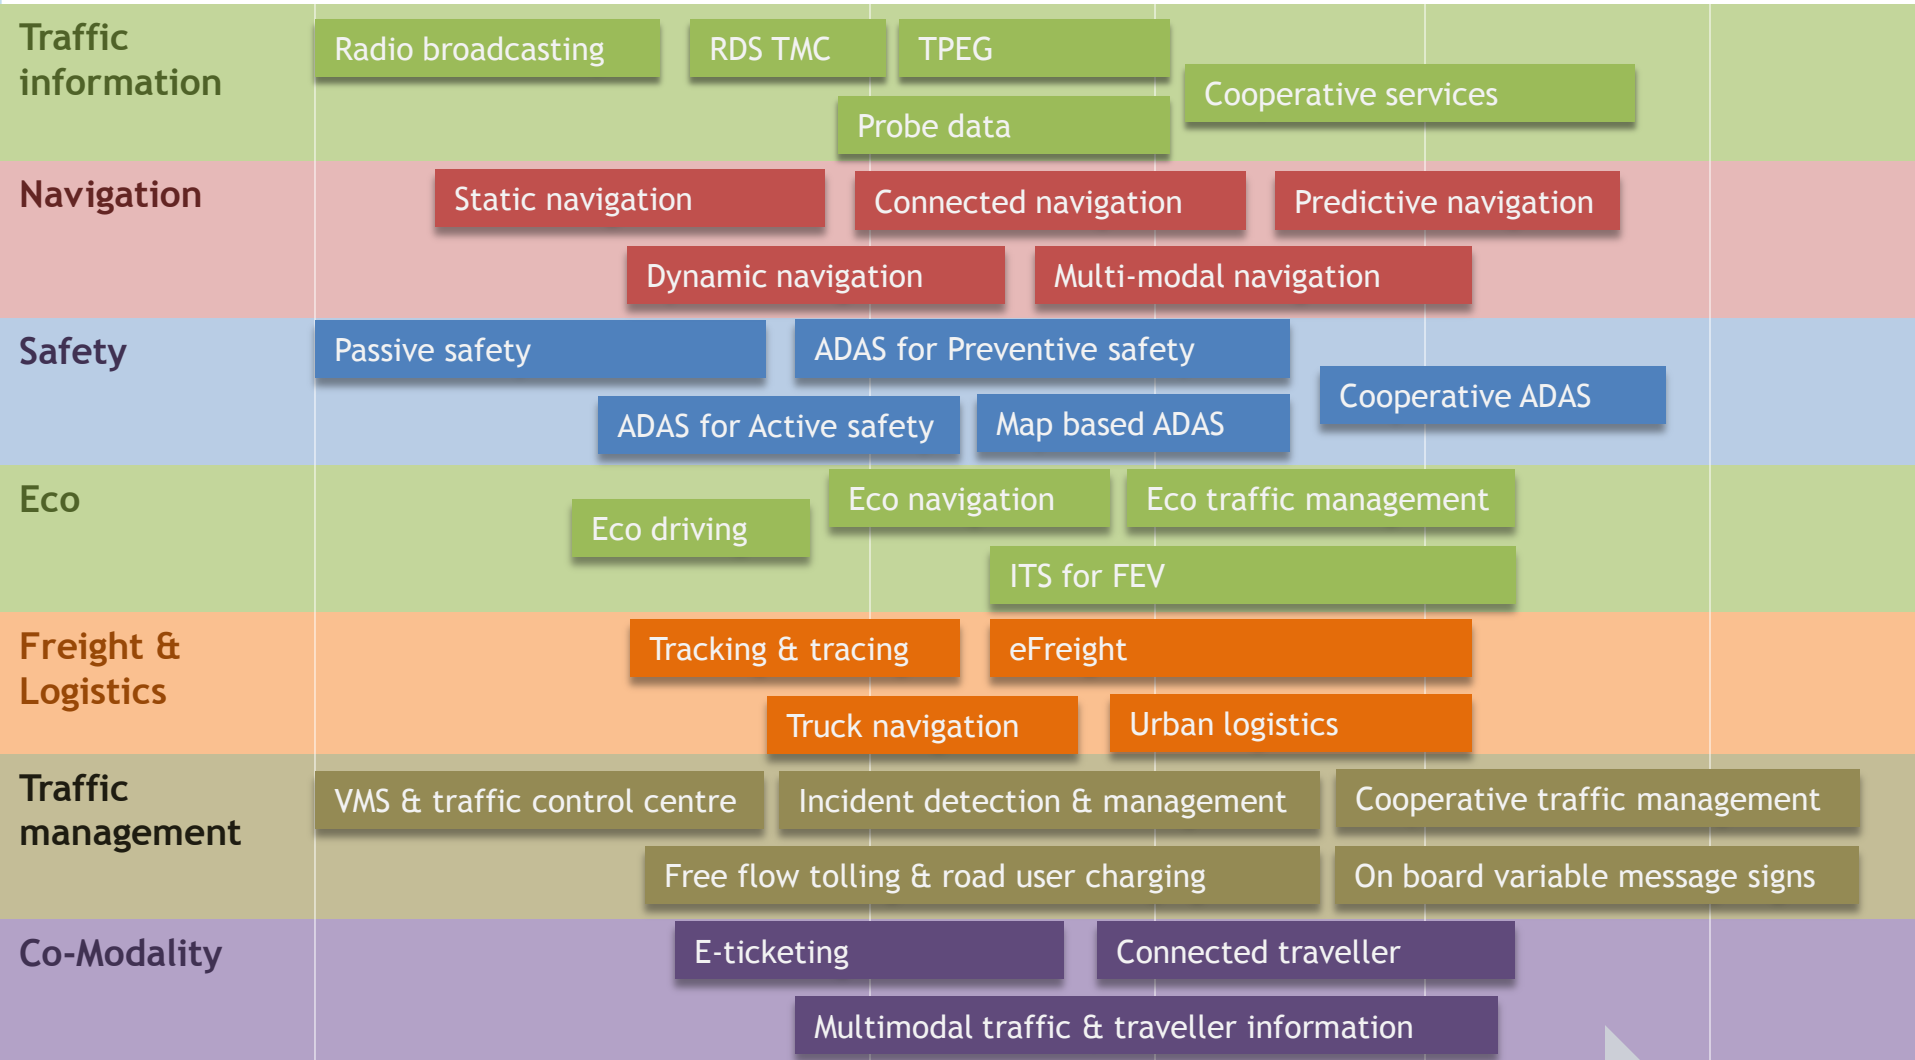 Traffic
information
Radio broadcasting
RDS TMC
TPEG
Cooperative services
Probe data
Navigation
Static navigation
Connected navigation
Predictive navigation
Dynamic navigation
Multi-modal navigation
Safety
Passive safety
ADAS for Preventive safety
Cooperative ADAS
ADAS for Active safety
Map based ADAS
Eco
Eco navigation
Eco traffic management
Eco driving
ITS for FEV
Freight &
Logistics
Tracking & tracing
eFreight
Truck navigation
Urban logistics
Traffic
management
VMS & traffic control centre
Incident detection & management
Cooperative traffic management
Free flow tolling & road user charging
On board variable message signs
Co-Modality
E-ticketing
Connected traveller
Multimodal traffic & traveller information